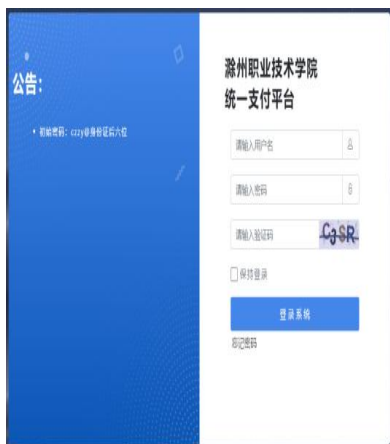 公告：
• 初始密码：czzy@身份证后六位
滁州职业技术学院
统一支付平台
请输入用户名
请输入密码
请输入验证码
C3SR
保持登录
登录系统
忘记密码